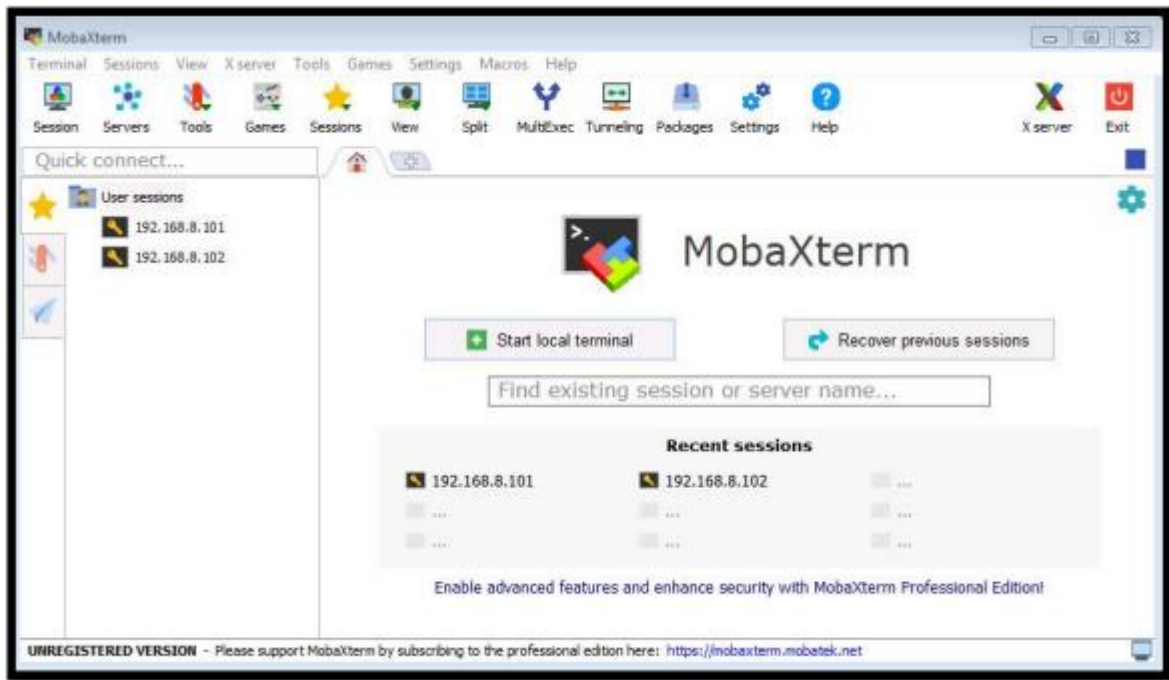 MobaXterm
Terminal Sessions View X server Tools Games Settings Macros Help
Session Servers Tools Games Sessions View Split MultiExec Tunneling Packages Settings Help X server Exit
Quick connect...
User sessions
192.168.8.101
192.168.8.102
MobaXterm
Start local terminal Recover previous sessions
Find existing session or server name...
Recent sessions
192.168.8.101 192.168.8.102 ...
... ... ...
... ... ...
Enable advanced features and enhance security with MobaXterm Professional Edition!
UNREGISTERED VERSION - Please support MobaXterm by subscribing to the professional edition here: https://mobaxterm.mobatek.net